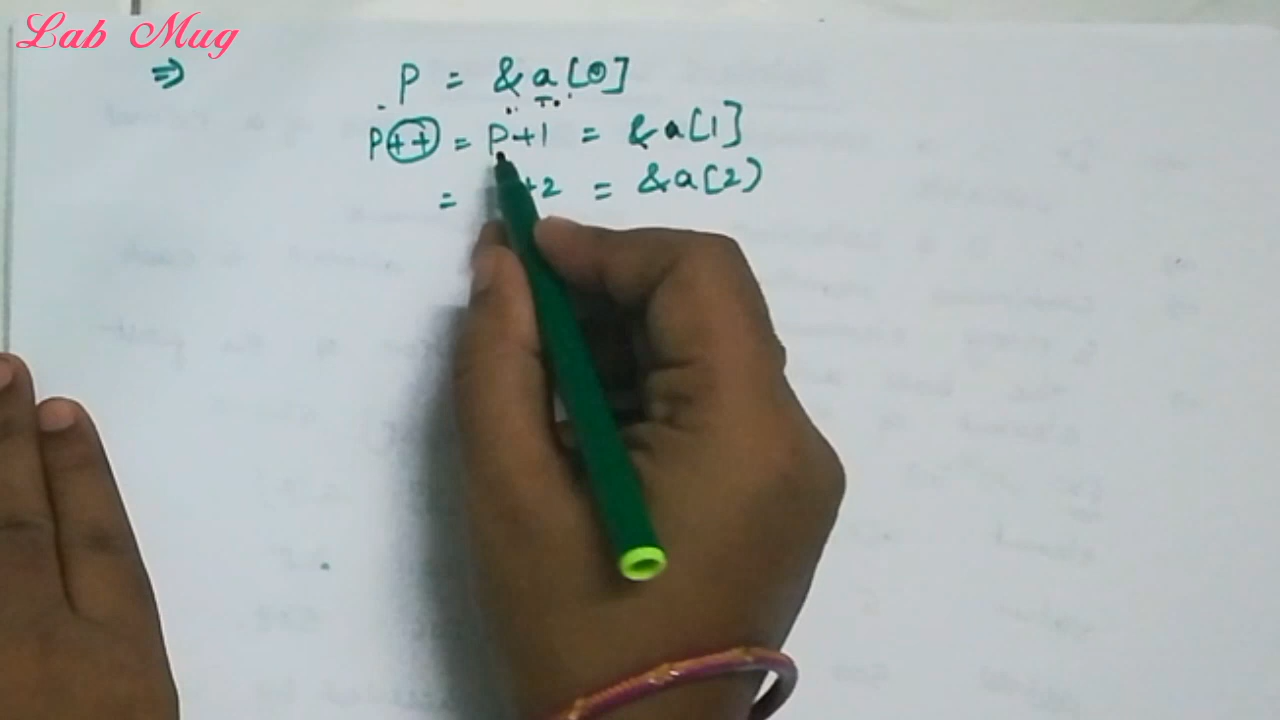 Lab Mug
⇒ P = &a[0]
P++ = P+1 = &a[1]
= +2 = &a[2)